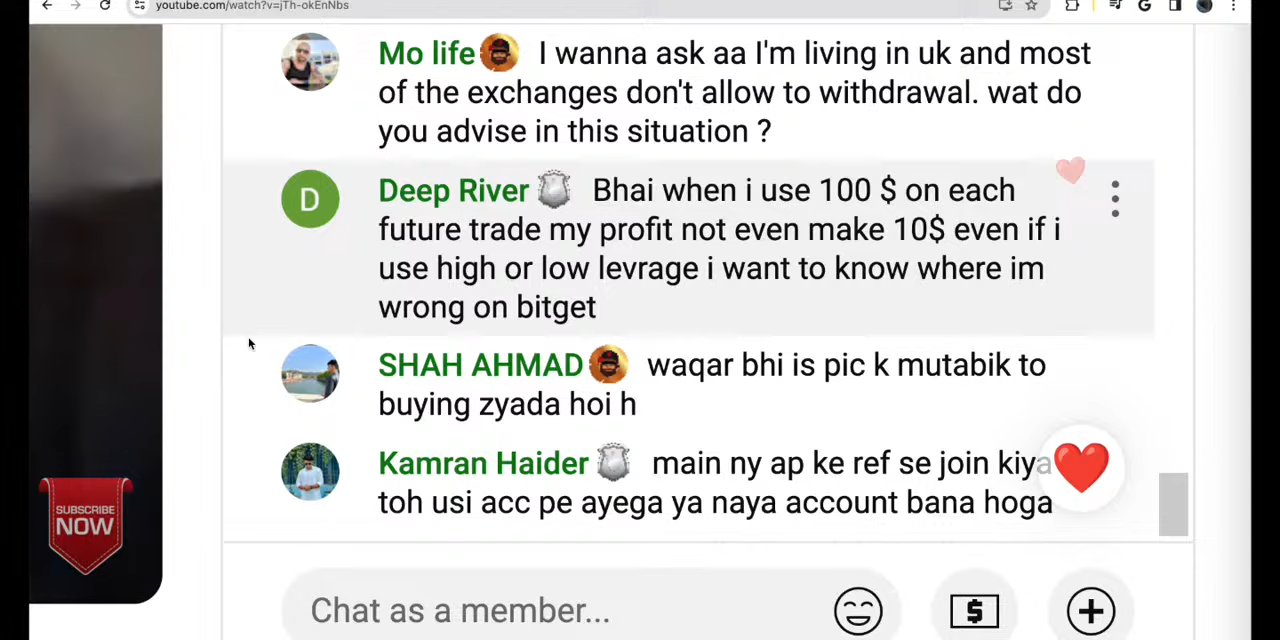 youtube.com/watch?v=jTh-okEnNbs
Mo life I wanna ask aa I'm living in uk and most
of the exchanges don't allow to withdrawal. wat do
you advise in this situation ?
D
Deep River Bhai when i use 100 $ on each
future trade my profit not even make 10$ even if i
use high or low levrage i want to know where im
wrong on bitget
SHAH AHMAD waqar bhi is pic k mutabik to
buying zyada hoi h
Kamran Haider main ny ap ke ref se join kiya
toh usi acc pe ayega ya naya account bana hoga
SUBSCRIBE
NOW
Chat as a member...